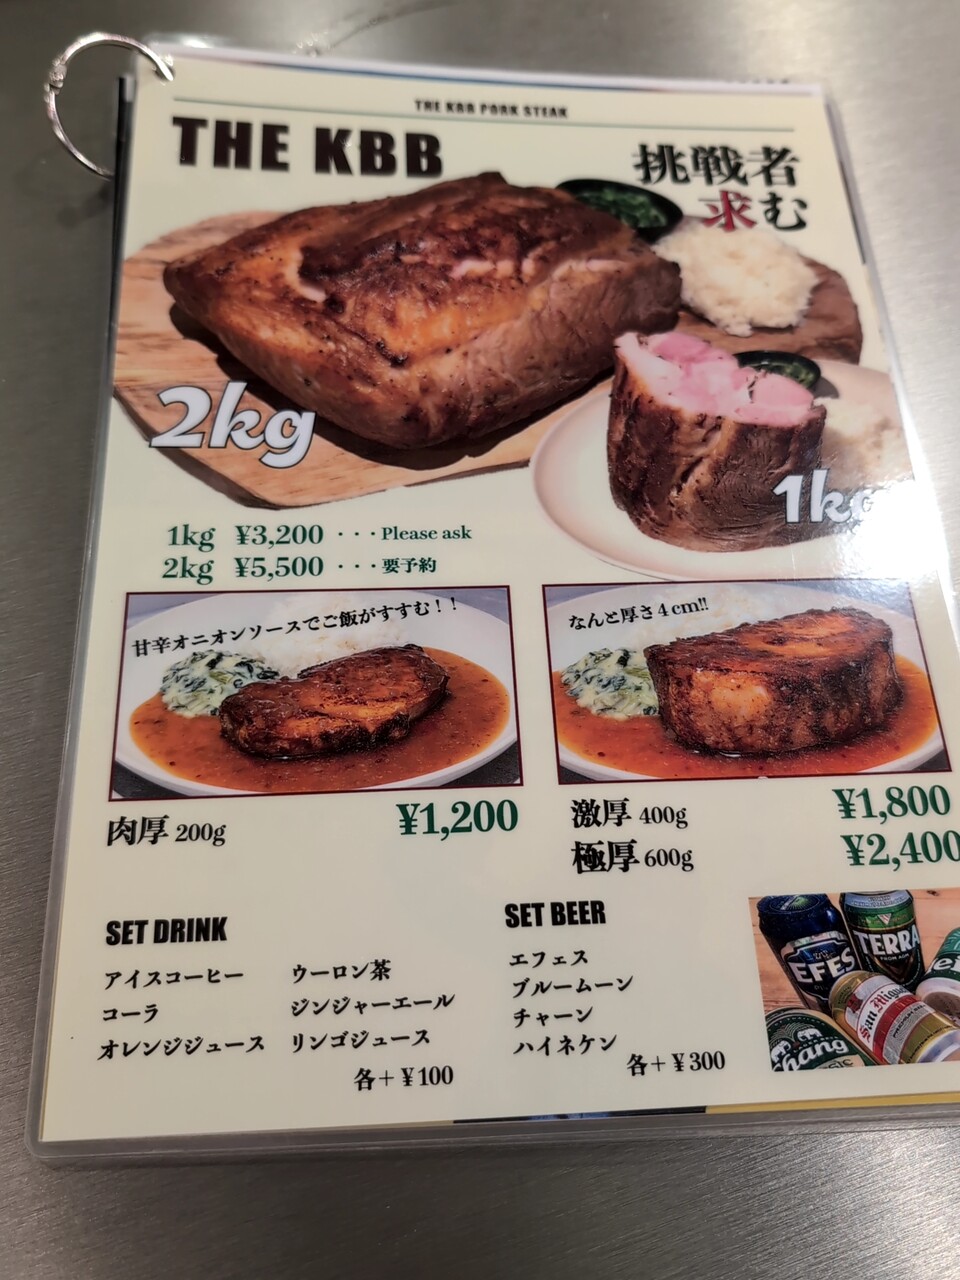 THE KBB PORK STEAK
THE KBB
挑戦者
求む
2kg
1kg
1kg ¥3,200 ···Please ask
2kg ¥5,500 ···要予約
甘辛オニオンソースでご飯がすすむ！！
なんと厚さ4cm!!
肉厚 200g ¥1,200
激厚 400g ¥1,800
極厚 600g ¥2,400
SET DRINK
アイスコーヒー ウーロン茶
コーラ ジンジャーエール
オレンジジュース リンゴジュース
各＋¥100
SET BEER
エフェス
ブルームーン
チャーン
ハイネケン
各＋¥300
EFES
TERRA
San Miguel
Chang